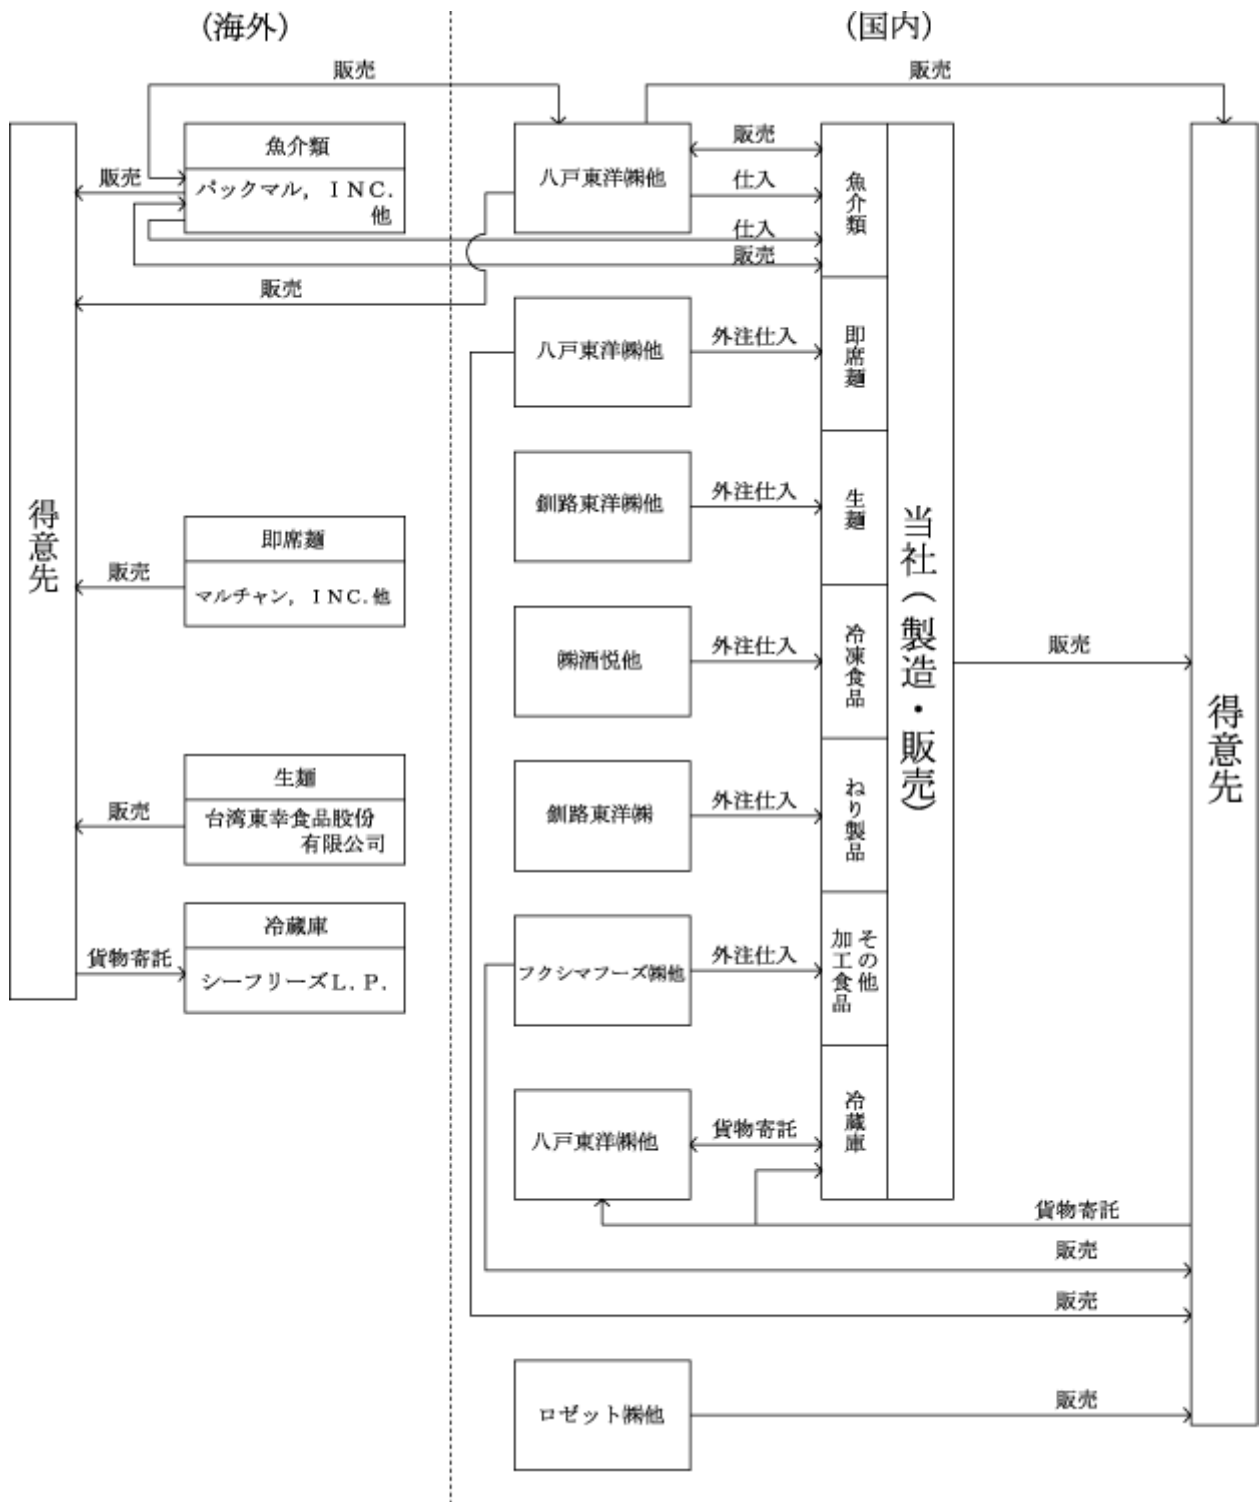 (海外)
(国内)
販売
販売
魚介類
パックマル, INC.
他
販売
八戸東洋㈱他
販売
仕入
仕入
販売
魚介類
販売
八戸東洋㈱他
外注仕入
即席麺
釧路東洋㈱他
外注仕入
生麺
得意先
即席麺
マルチャン, INC.他
販売
㈱酒悦他
外注仕入
冷凍食品
当社(製造・販売)
販売
得意先
生麺
台湾東幸食品股份
有限公司
販売
釧路東洋㈱
外注仕入
ねり製品
冷蔵庫
シーフリーズL.P.
貨物寄託
フクシマフーズ㈱他
外注仕入
その他
加工食品
八戸東洋㈱他
貨物寄託
冷蔵庫
貨物寄託
販売
販売
ロゼット㈱他
販売